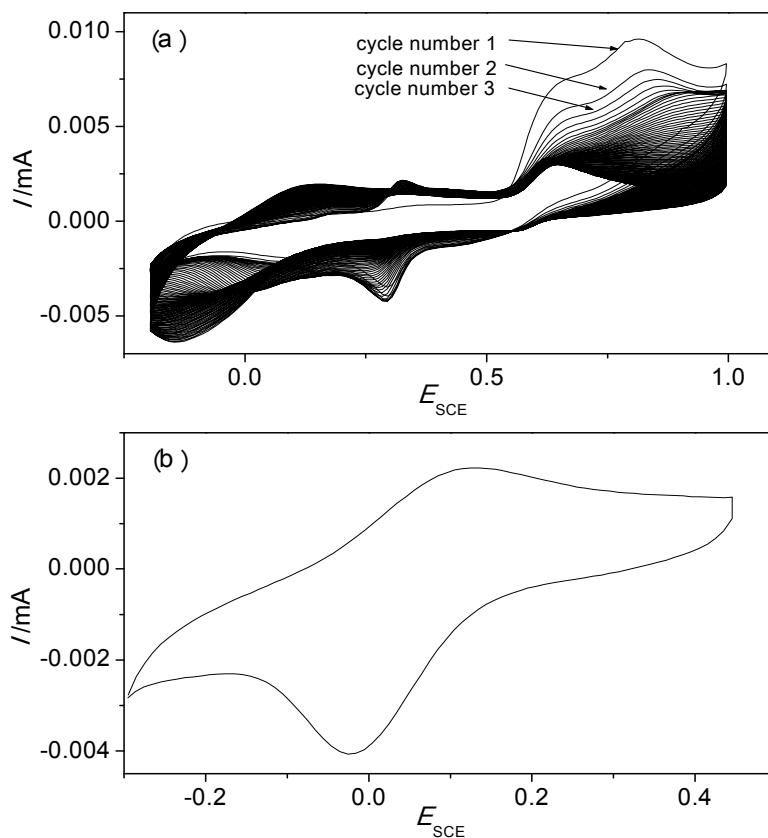 (a)
cycle number 1
cycle number 2
cycle number 3
0.010
0.005
0.000
-0.005
I/mA
0.0 0.5 1.0
E_SCE
(b)
0.002
0.000
-0.002
-0.004
I/mA
-0.2 0.0 0.2 0.4
E_SCE